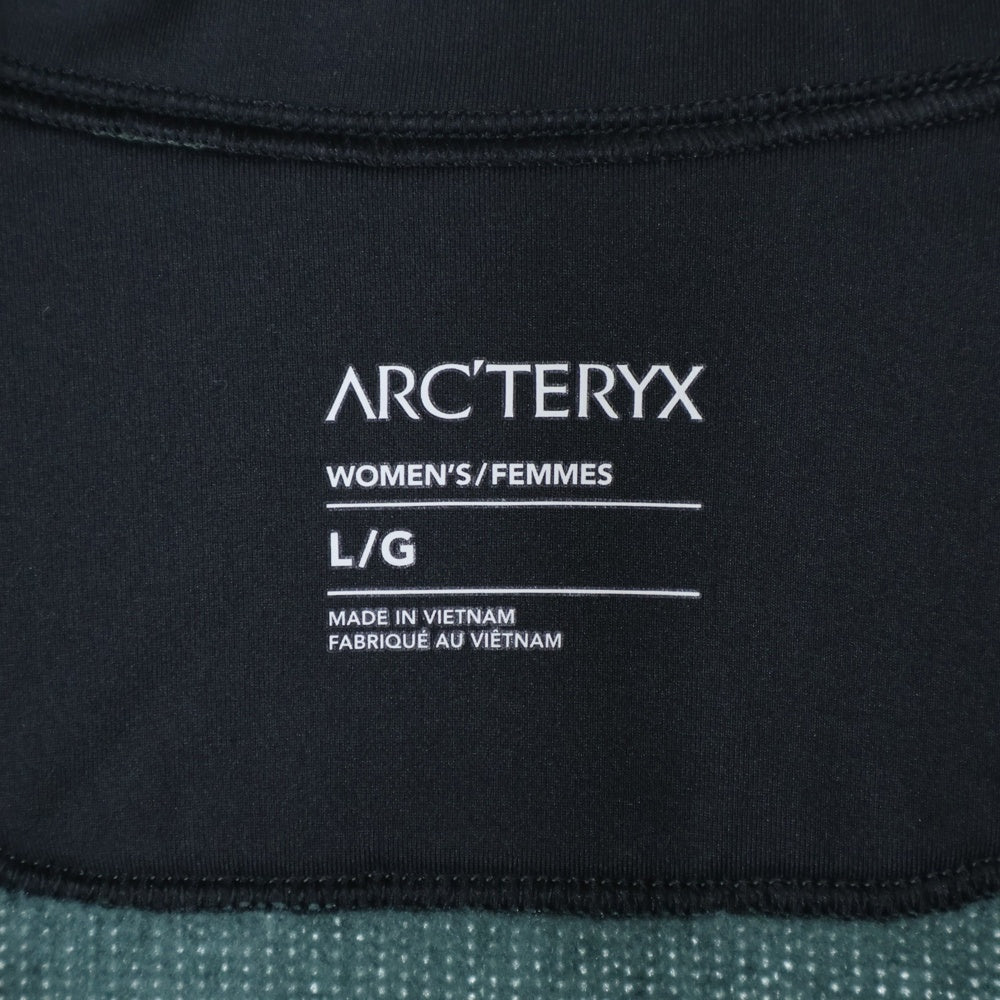 ARC'TERYX
WOMEN'S/FEMMES
L/G
MADE IN VIETNAM
FABRIQUÉ AU VIÊTNAM